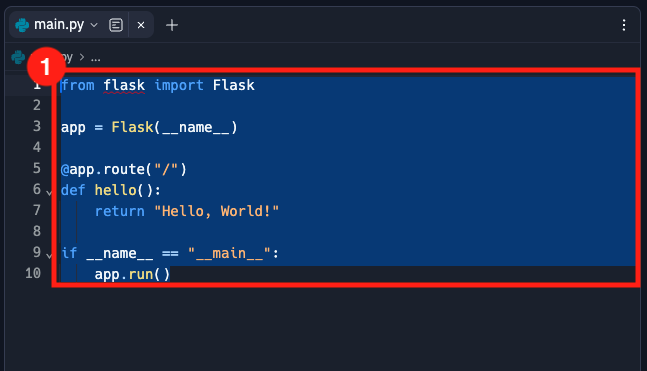 main.py
py > ...
1
1 from flask import Flask
2
3 app = Flask(__name__)
4
5 @app.route("/")
6 def hello():
7     return "Hello, World!"
8
9 if __name__ == "__main__":
10     app.run()